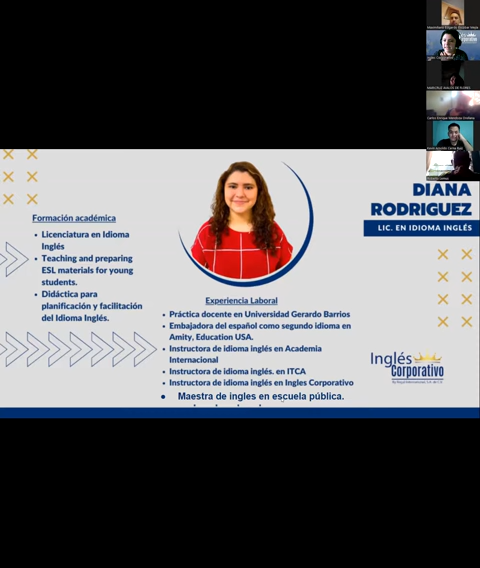 DIANA
RODRIGUEZ
LIC. EN IDIOMA INGLÉS
Formación académica
• Licenciatura en Idioma
Inglés
• Teaching and preparing
ESL materials for young
students.
• Didáctica para
planificación y facilitación
del Idioma Inglés.
Experiencia Laboral
• Práctica docente en Universidad Gerardo Barrios
• Embajadora del español como segundo idioma en
Amity, Education USA.
• Instructora de idioma inglés en Academia
Internacional
• Instructora de idioma inglés. en ITCA
• Instructora de idioma inglés en Ingles Corporativo
• Maestra de ingles en escuela pública.
Inglés
Corporativo